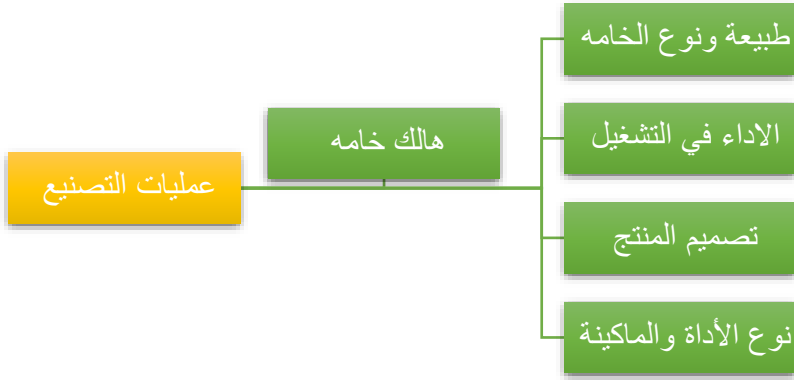 طبيعة ونوع الخامه
هالك خامه
الاداء في التشغيل
عمليات التصنيع
تصميم المنتج
نوع الأداة والماكينة